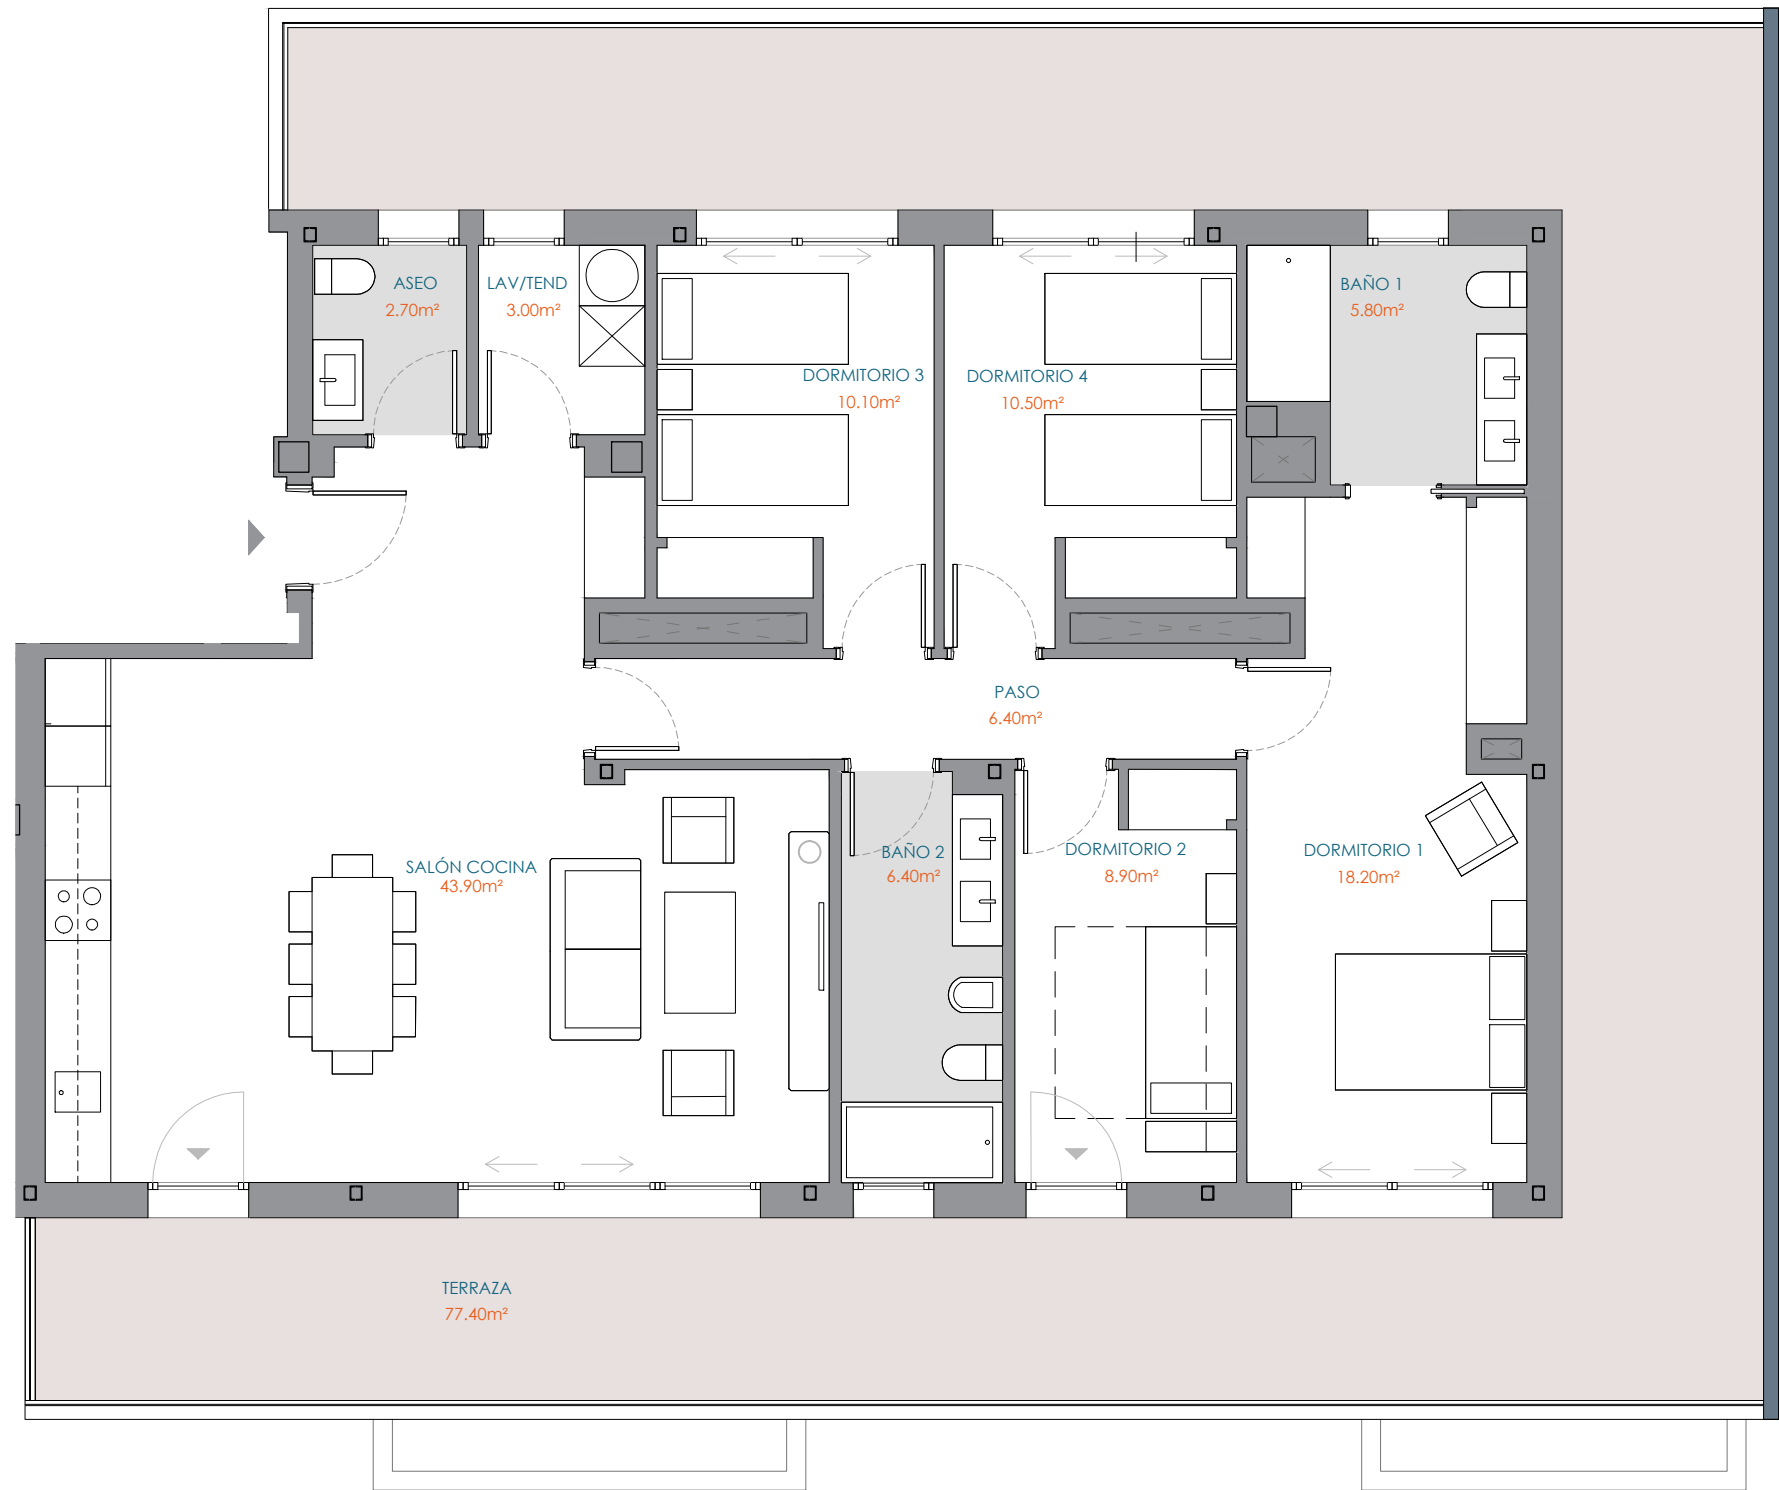 ASEO
2.70m²
LAV/TEND
3.00m²
BAÑO 1
5.80m²
DORMITORIO 3
10.10m²
DORMITORIO 4
10.50m²
PASO
6.40m²
SALÓN COCINA
43.90m²
BAÑO 2
6.40m²
DORMITORIO 2
8.90m²
DORMITORIO 1
18.20m²
TERRAZA
77.40m²